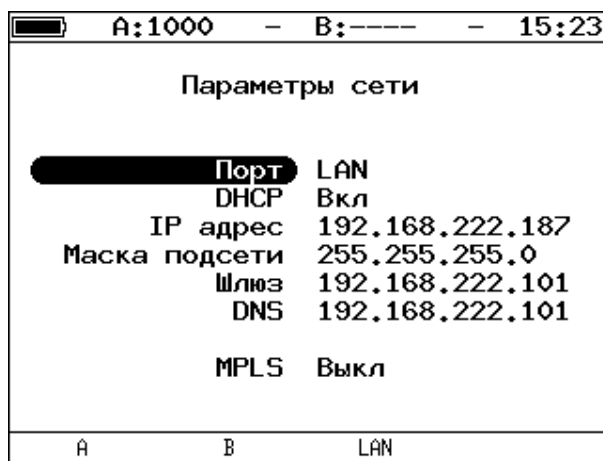 A:1000 – B:---- – 15:23
Параметры сети
Порт LAN
DHCP Вкл
IP адрес 192.168.222.187
Маска подсети 255.255.255.0
Шлюз 192.168.222.101
DNS 192.168.222.101
MPLS Выкл
A B LAN